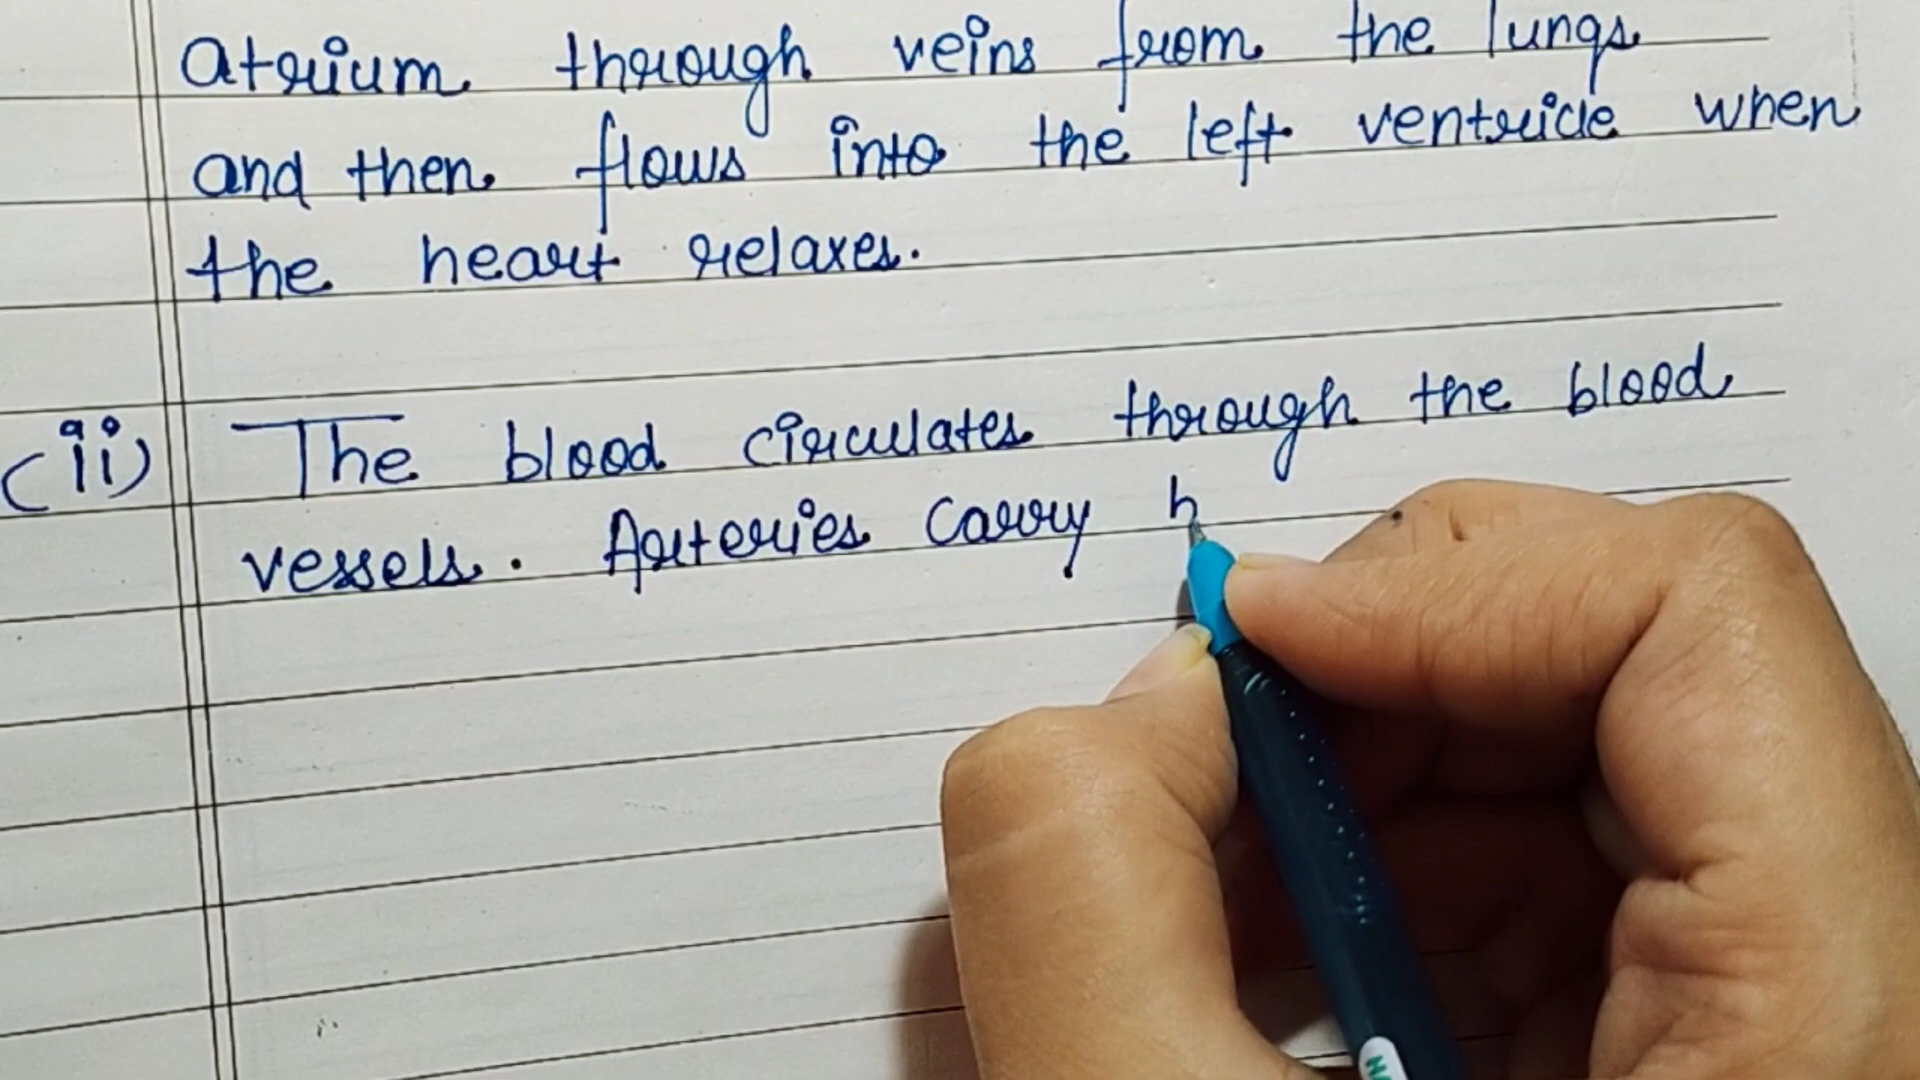 atrium through veins from the lungs
and then flows into the left ventricle when
the heart relaxes.
(ii) The blood circulates through the blood
vessels. Arteries carry